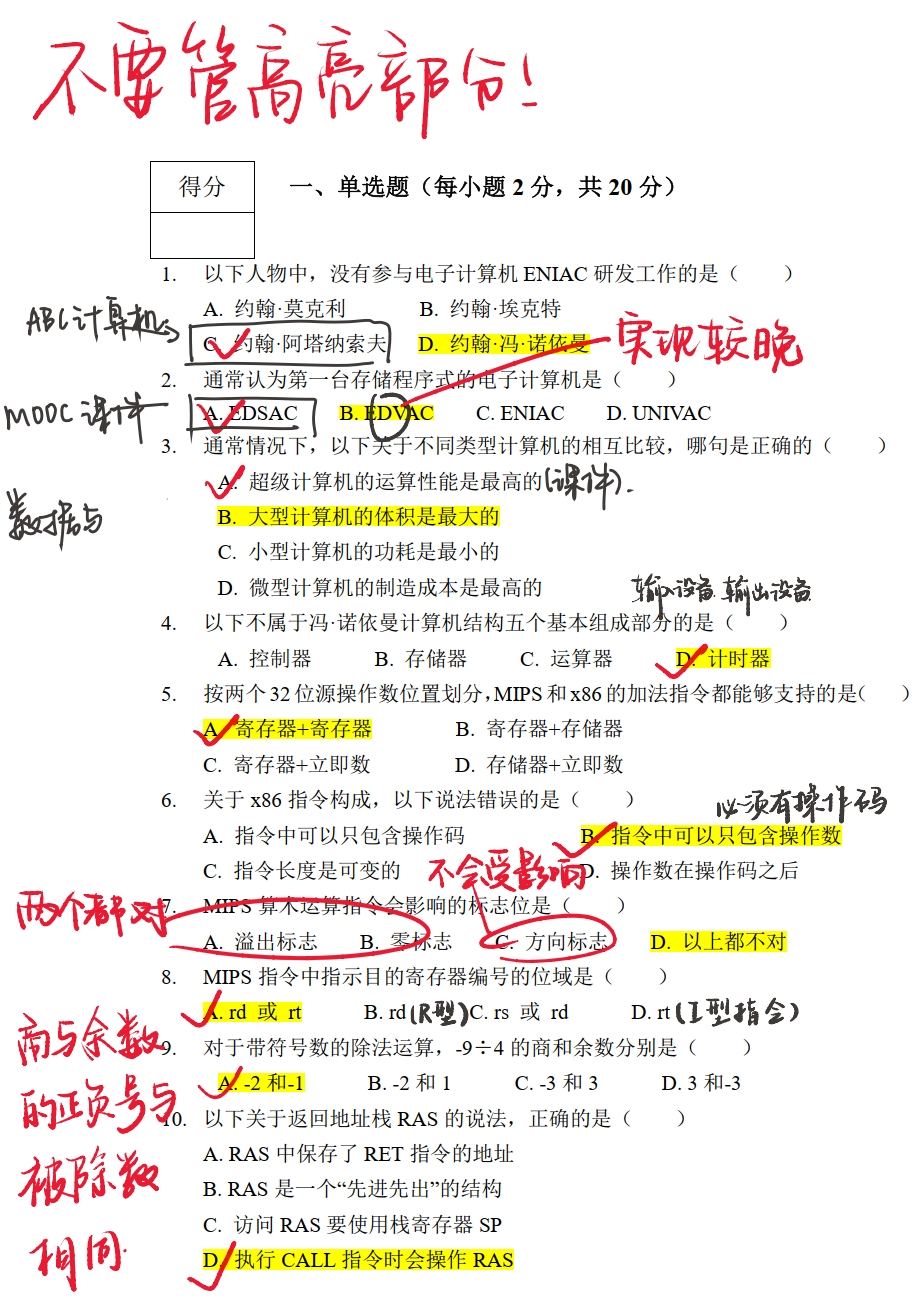 不要管高亮部分!
得分
一、单选题（每小题 2 分，共 20 分）
1. 以下人物中，没有参与电子计算机 ENIAC 研发工作的是（ ）
A. 约翰·莫克利 B. 约翰·埃克特
ABC计算机
C. 约翰·阿塔纳索夫 D. 约翰·冯·诺依曼
实现较晚
2. 通常认为第一台存储程序式的电子计算机是（ ）
MOOC 课件
A. EDSAC B. EDVAC C. ENIAC D. UNIVAC
3. 通常情况下，以下关于不同类型计算机的相互比较，哪句是正确的（ ）
A. 超级计算机的运算性能是最高的(课件).
数据与
B. 大型计算机的体积是最大的
C. 小型计算机的功耗是最小的
D. 微型计算机的制造成本是最高的
输入设备 输出设备
4. 以下不属于冯·诺依曼计算机结构五个基本组成部分的是（ ）
A. 控制器 B. 存储器 C. 运算器 D. 计时器
5. 按两个 32 位源操作数位置划分，MIPS 和 x86 的加法指令都能够支持的是（ ）
A. 寄存器+寄存器 B. 寄存器+存储器
C. 寄存器+立即数 D. 存储器+立即数
6. 关于 x86 指令构成，以下说法错误的是（ ）
必须有操作码
A. 指令中可以只包含操作码 B. 指令中可以只包含操作数
C. 指令长度是可变的 D. 操作数在操作码之后
不会受影响
两个都对
7. MIPS 算术运算指令会影响的标志位是（ ）
A. 溢出标志 B. 零标志 C. 方向标志 D. 以上都不对
8. MIPS 指令中指示目的寄存器编号的位域是（ ）
A. rd 或 rt B. rd (R型) C. rs 或 rd D. rt (I型指令)
9. 对于带符号数的除法运算，-9÷4 的商和余数分别是（ ）
A. -2 和-1 B. -2 和 1 C. -3 和 3 D. 3 和-3
商与余数
的正负号与
被除数
相同.
10. 以下关于返回地址栈 RAS 的说法，正确的是（ ）
A. RAS 中保存了 RET 指令的地址
B. RAS 是一个“先进先出”的结构
C. 访问 RAS 要使用栈寄存器 SP
D. 执行 CALL 指令时会操作 RAS